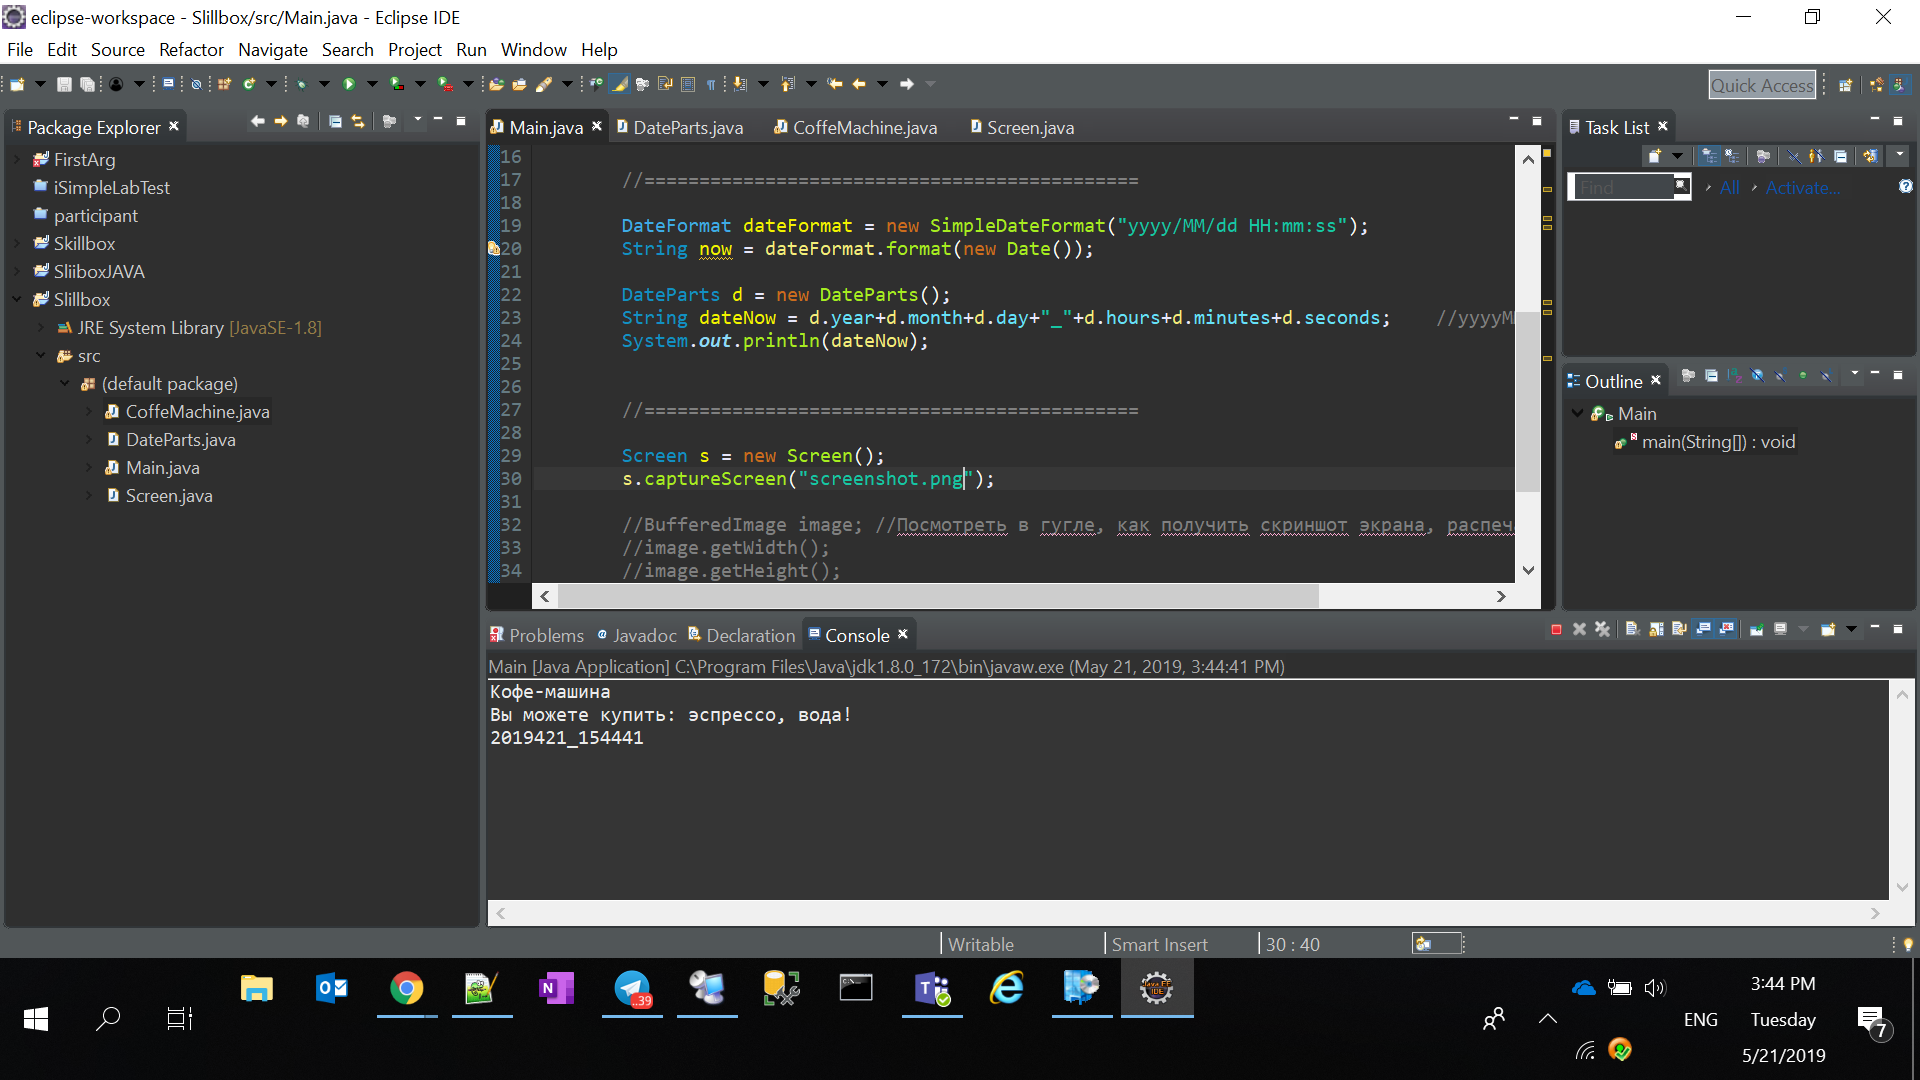 eclipse-workspace - Slillbox/src/Main.java - Eclipse IDE
File Edit Source Refactor Navigate Search Project Run Window Help
Quick Access
Package Explorer
FirstArg
iSimpleLabTest
participant
Skillbox
SliiboxJAVA
Slillbox
JRE System Library [JavaSE-1.8]
src
(default package)
CoffeMachine.java
DateParts.java
Main.java
Screen.java
Main.java DateParts.java CoffeMachine.java Screen.java
16
17 //=============================================
18
19 DateFormat dateFormat = new SimpleDateFormat("yyyy/MM/dd HH:mm:ss");
20 String now = dateFormat.format(new Date());
21
22 DateParts d = new DateParts();
23 String dateNow = d.year+d.month+d.day+"_"+d.hours+d.minutes+d.seconds; //yyyyM
24 System.out.println(dateNow);
25
26
27 //=============================================
28
29 Screen s = new Screen();
30 s.captureScreen("screenshot.png");
31
32 //BufferedImage image; //Посмотреть в гугле, как получить скриншот экрана, распеча
33 //image.getWidth();
34 //image.getHeight();
Task List
Find All Activate...
Outline
Main
main(String[]) : void
Problems Javadoc Declaration Console
Main [Java Application] C:\Program Files\Java\jdk1.8.0_172\bin\javaw.exe (May 21, 2019, 3:44:41 PM)
Кофе-машина
Вы можете купить: эспрессо, вода!
2019421_154441
Writable Smart Insert 30 : 40
.39
3:44 PM
ENG Tuesday
7
5/21/2019